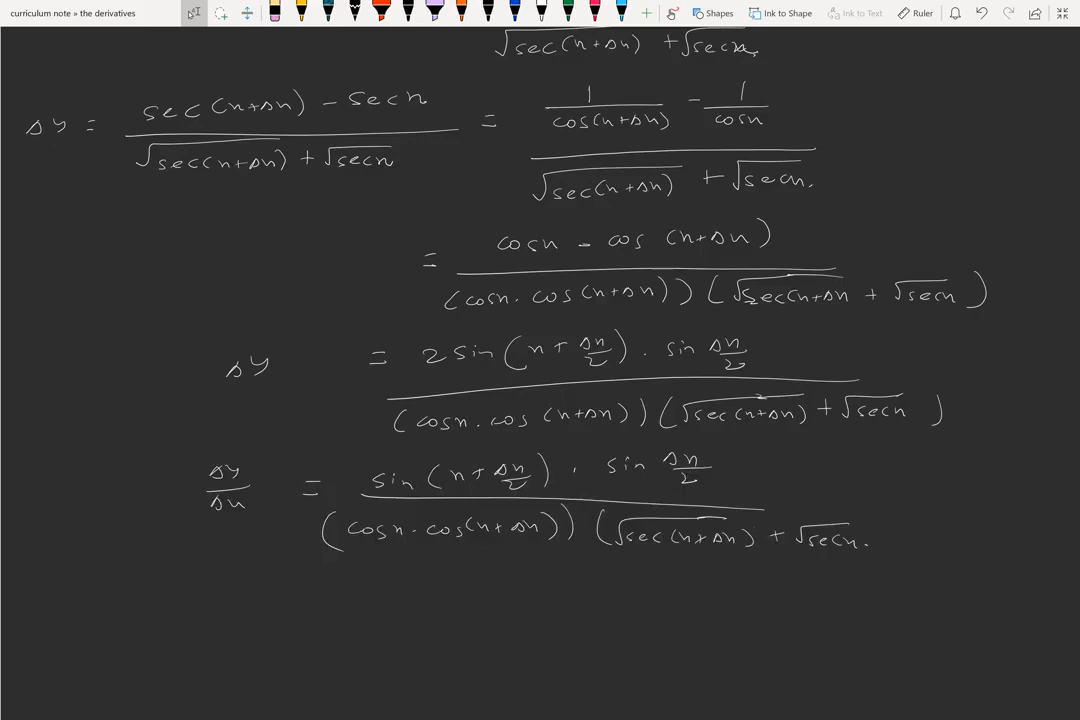 curriculum note » the derivatives
Shapes Ink to Shape Ink to Text Ruler
√sec(x+Δx) + √secx
Δy = (sec(x+Δx) - secx) / (√sec(x+Δx) + √secx) = (1/cos(x+Δx) - 1/cosx) / (√sec(x+Δx) + √secx.)
= (cosx - cos(x+Δx)) / ((cosx. cos(x+Δx)) (√sec(x+Δx) + √secx))
Δy = 2 sin(x + Δx/2) . sin Δx/2 / ((cosx. cos(x+Δx)) (√sec(x+Δx) + √secx))
Δy/Δx = sin(x + Δx/2) . sin Δx/2 / ((cosx. cos(x+Δx)) (√sec(x+Δx) + √secx.